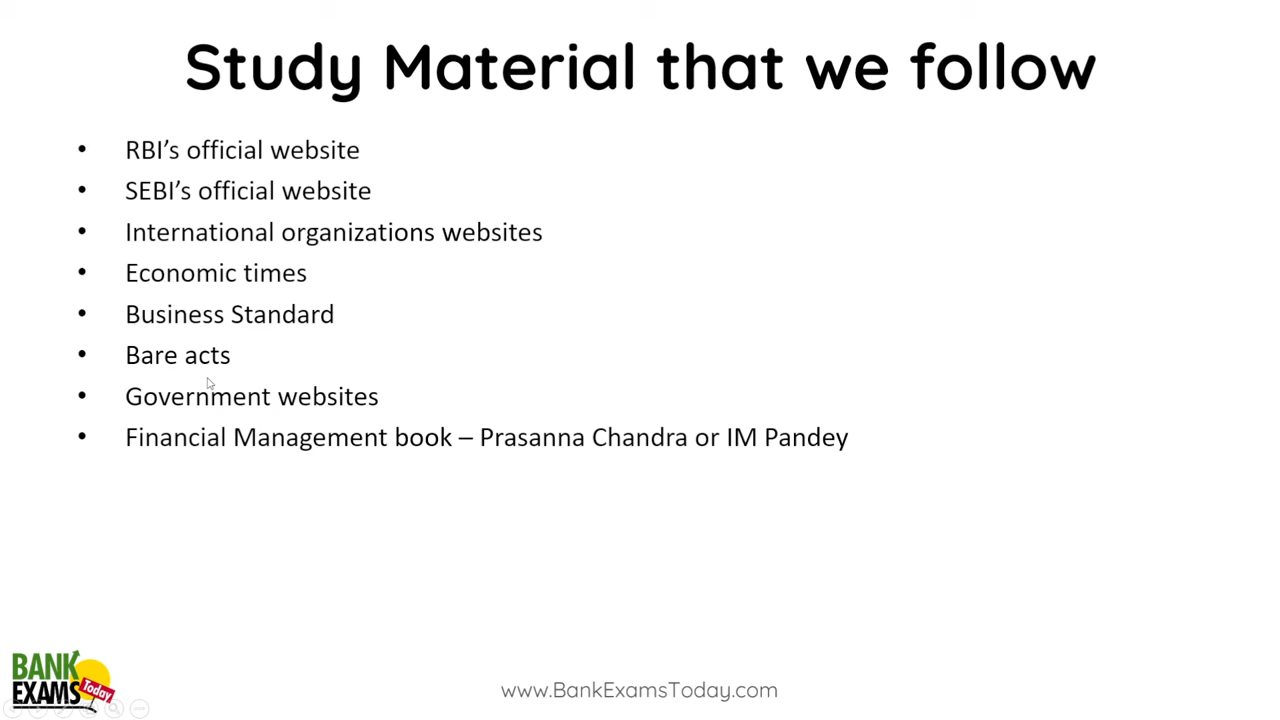 Study Material that we follow
• RBI’s official website
• SEBI’s official website
• International organizations websites
• Economic times
• Business Standard
• Bare acts
• Government websites
• Financial Management book – Prasanna Chandra or IM Pandey
BANK
EXAMS
Today
www.BankExamsToday.com